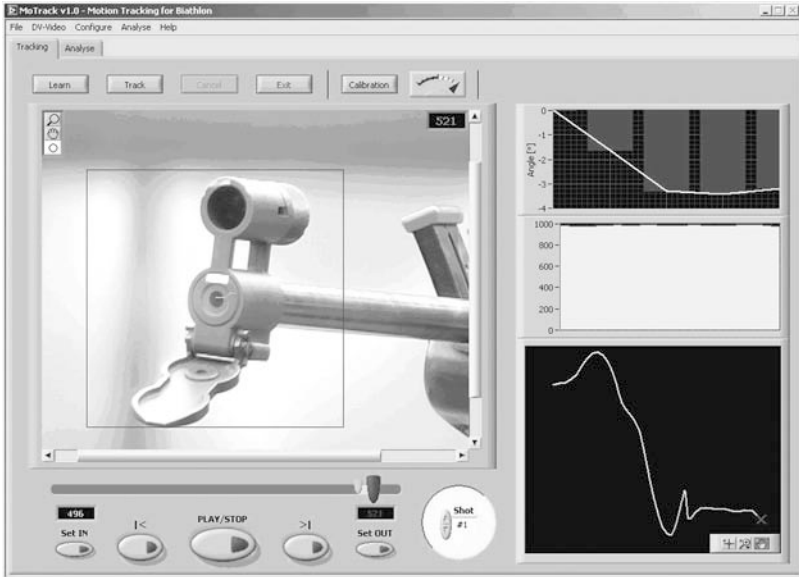 MoTrack v1.0 - Motion Tracking for Biathlon
File DV-Video Configure Analyse Help
Tracking Analyse
Learn Track Cancel Exit Calibration
521
Angle [°]
0
-1
-2
-3
-4
1000
800
600
400
200
0
496
Set IN
|<
PLAY/STOP
>|
521
Set OUT
Shot
#1